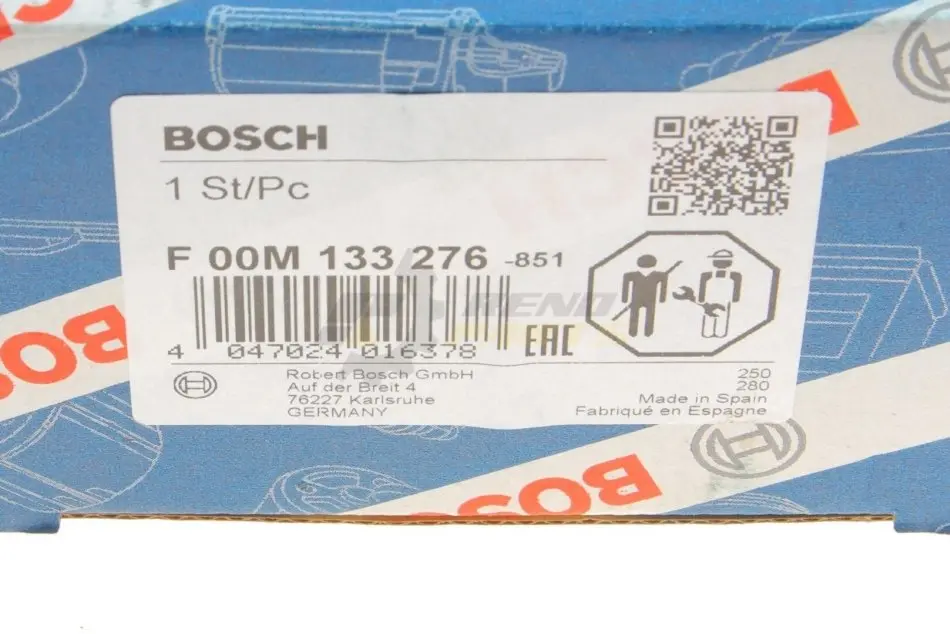 BOSCH
1 St/Pc
F 00M 133 276 -851
4 047024 016378
EAC
Robert Bosch GmbH
Auf der Breit 4
76227 Karlsruhe
GERMANY
250
280
Made in Spain
Fabriqué en Espagne
BOSCH